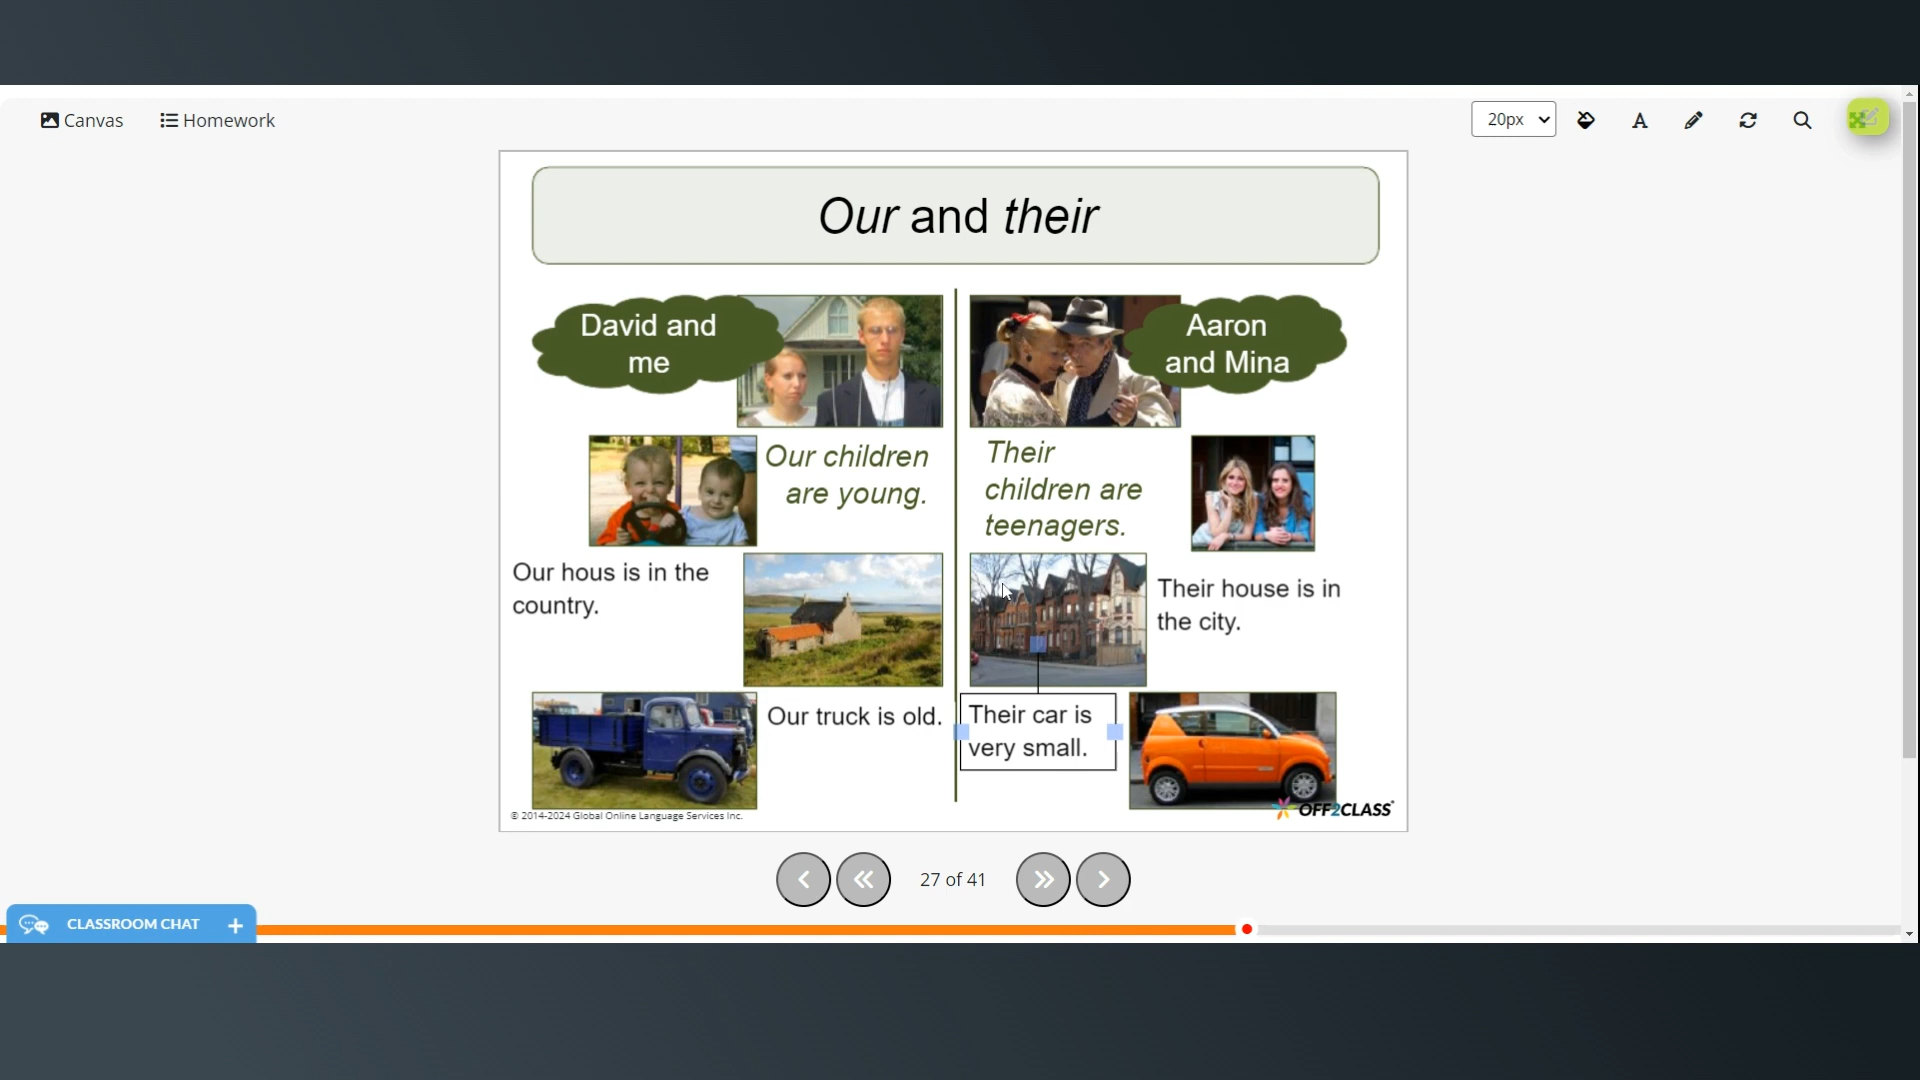 Canvas
Homework
20px
Our and their
David and
me
Aaron
and Mina
Our children
are young.
Their
children are
teenagers.
Our hous is in the
country.
Their house is in
the city.
Our truck is old.
Their car is
very small.
© 2014-2024 Global Online Language Services Inc.
OFF2CLASS
27 of 41
CLASSROOM CHAT +